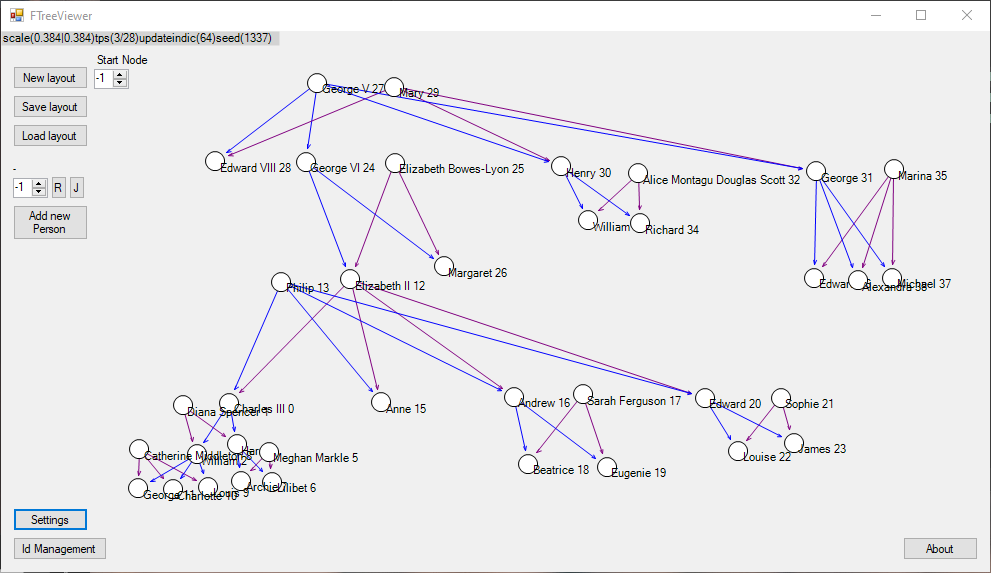 FTreeViewer
scale(0.384|0.384)tps(3/28)updateindic(64)seed(1337)
Start Node
New layout
-1
Save layout
Load layout
-
-1
R
J
Add new
Person
George V 27
Mary 29
Edward VIII 28
George VI 24
Elizabeth Bowes-Lyon 25
Henry 30
Alice Montagu Douglas Scott 32
George 31
Marina 35
William
Richard 34
Margaret 26
Philip 13
Elizabeth II 12
Alexandra 38
Michael 37
Diana Spencer
Charles III 0
Anne 15
Andrew 16
Sarah Ferguson 17
Edward 20
Sophie 21
Catherine Middleton
William 2
Meghan Markle 5
Beatrice 18
Eugenie 19
Louise 22
James 23
George 11
Charlotte 10
Louis 9
Archie 7
Lilibet 6
Settings
Id Management
About